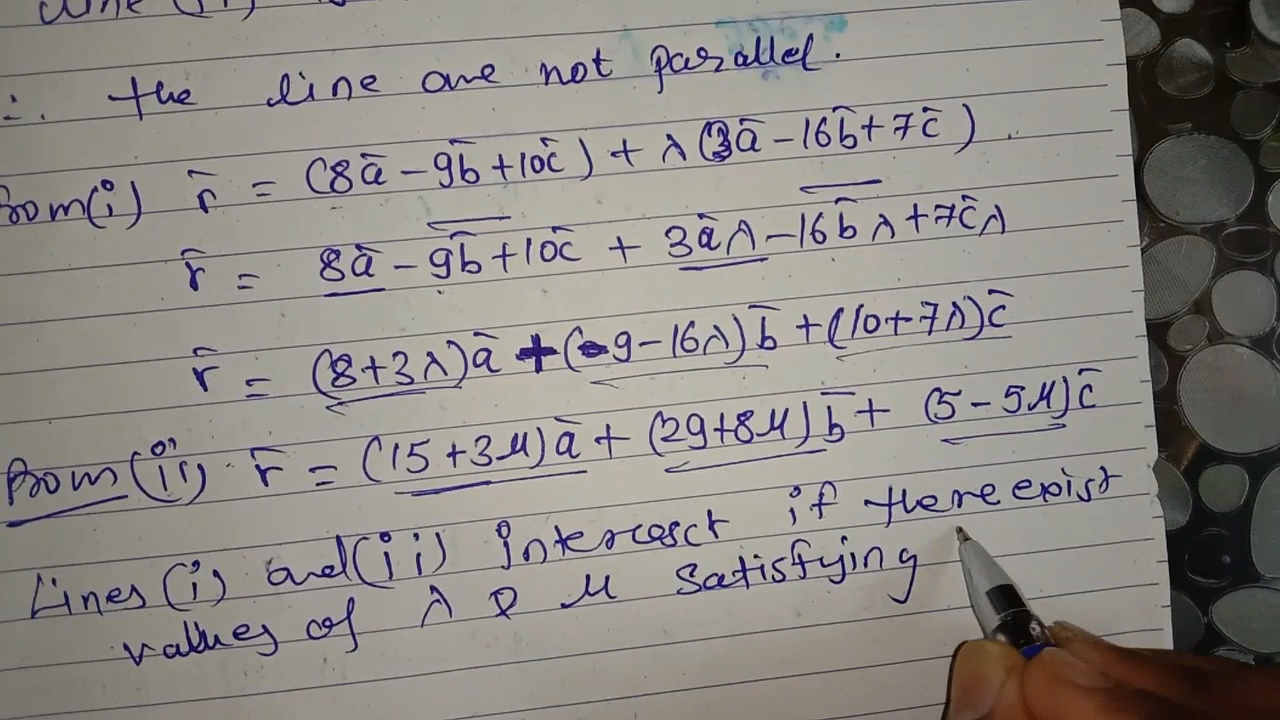 ∴ the line are not parallel.
from(i) r̄ = (8ā - 9b̄ + 10c̄) + λ(3ā - 16b̄ + 7c̄)
r̄ = 8ā - 9b̄ + 10c̄ + 3āλ - 16b̄λ + 7c̄λ
r̄ = (8+3λ)ā + (-9-16λ)b̄ + (10+7λ)c̄
from(ii) r̄ = (15+3μ)ā + (29+8μ)b̄ + (5-5μ)c̄
Lines (i) and (ii) intersect if there exist
values of λ & μ satisfying